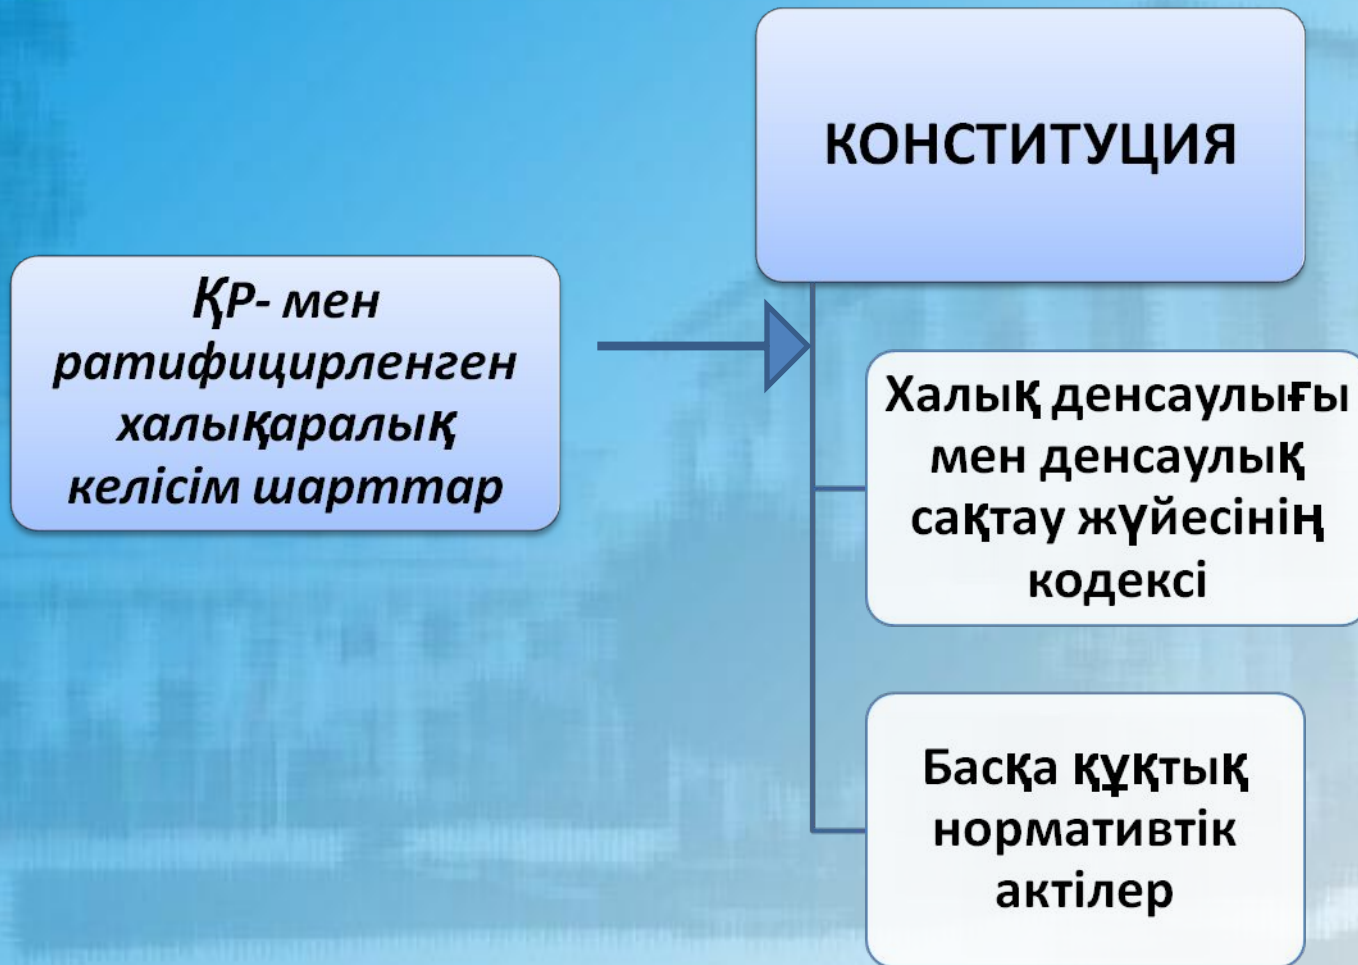 КОНСТИТУЦИЯ
ҚР- мен
ратифицирленген
халықаралық
келісім шарттар
Халық денсаулығы
мен денсаулық
сақтау жүйесінің
кодексі
Басқа құқтық
нормативтік
актілер